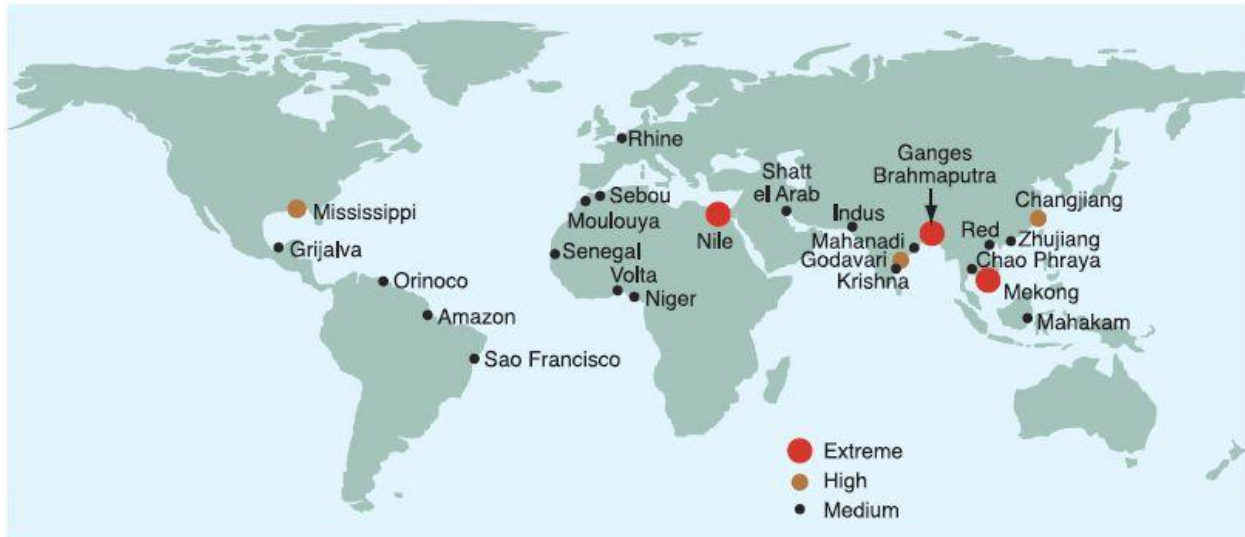 Rhine
Ganges
Brahmaputra
Shatt
el Arab
Changjiang
Sebou
Mississippi
Moulouya
Indus
Red
Nile
Mahanadi
Zhujiang
Grijalva
Senegal
Godavari
Chao Phraya
Volta
Krishna
Orinoco
Niger
Mekong
Amazon
Mahakam
Sao Francisco
Extreme
High
Medium